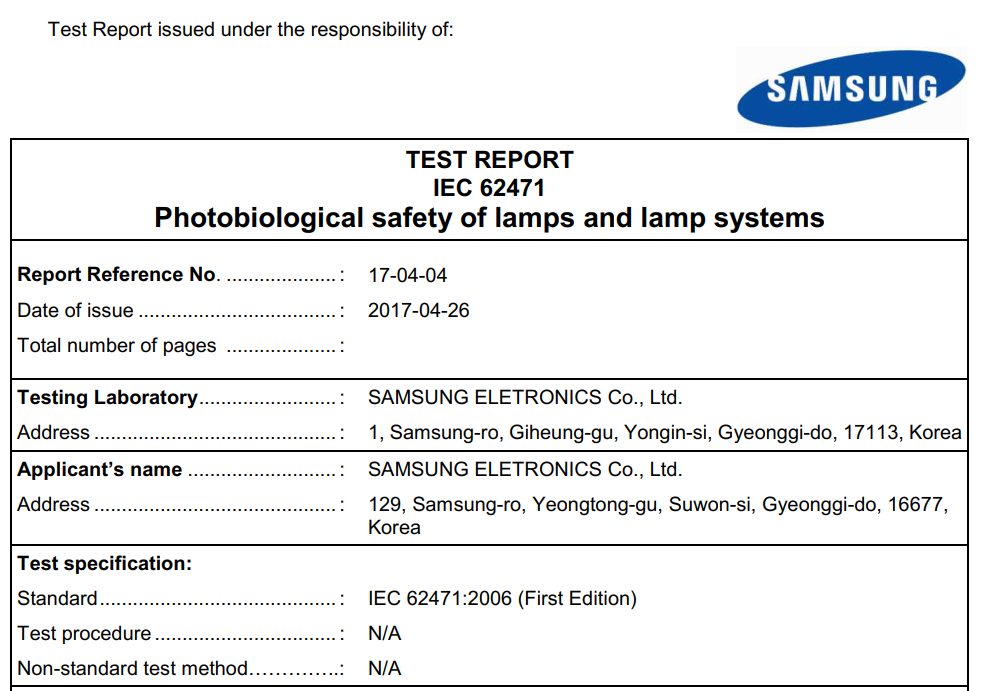 Test Report issued under the responsibility of:
SAMSUNG
TEST REPORT
IEC 62471
Photobiological safety of lamps and lamp systems
Report Reference No. .................... : 17-04-04
Date of issue .................................... : 2017-04-26
Total number of pages .................... :
Testing Laboratory......................... : SAMSUNG ELETRONICS Co., Ltd.
Address ............................................ : 1, Samsung-ro, Giheung-gu, Yongin-si, Gyeonggi-do, 17113, Korea
Applicant’s name ........................... : SAMSUNG ELETRONICS Co., Ltd.
Address ............................................ : 129, Samsung-ro, Yeongtong-gu, Suwon-si, Gyeonggi-do, 16677,
Korea
Test specification:
Standard........................................... : IEC 62471:2006 (First Edition)
Test procedure ................................. : N/A
Non-standard test method…………..: N/A